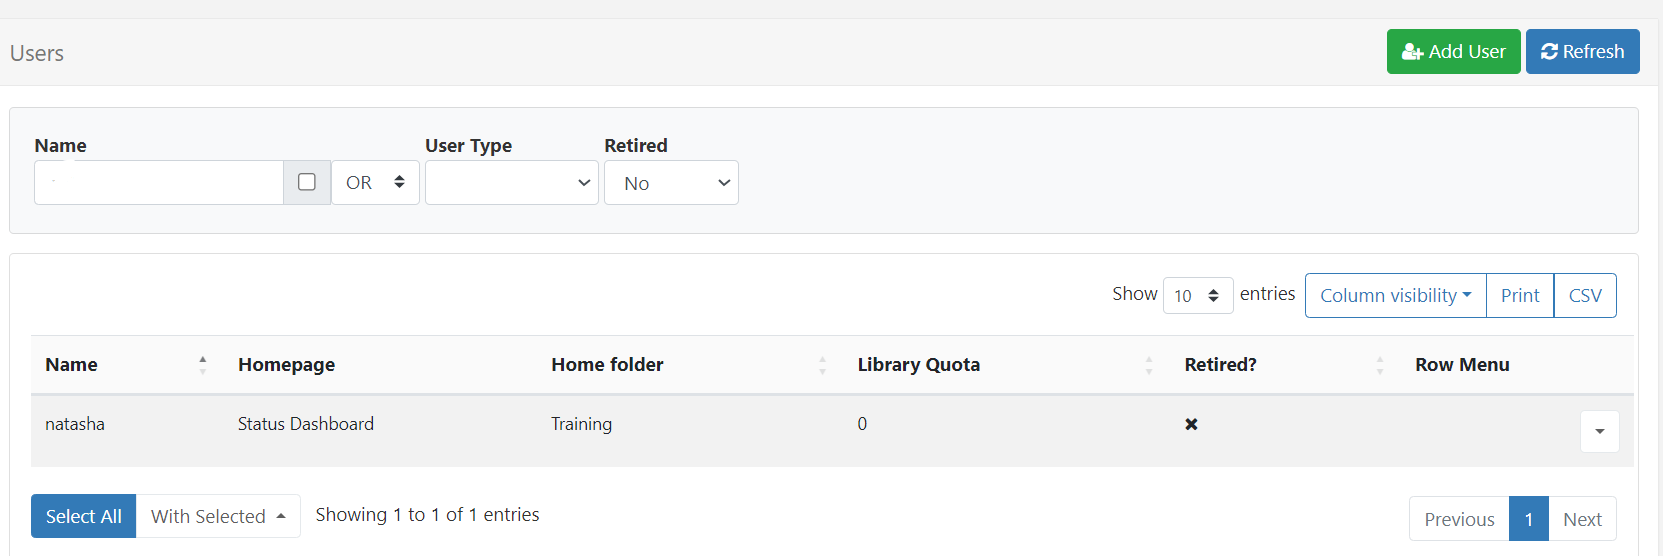 Users
Add User
Refresh
Name
User Type
Retired
OR
No
Show 10 entries
Column visibility
Print
CSV
Name Homepage Home folder Library Quota Retired? Row Menu
natasha Status Dashboard Training 0
Select All
With Selected
Showing 1 to 1 of 1 entries
Previous 1 Next